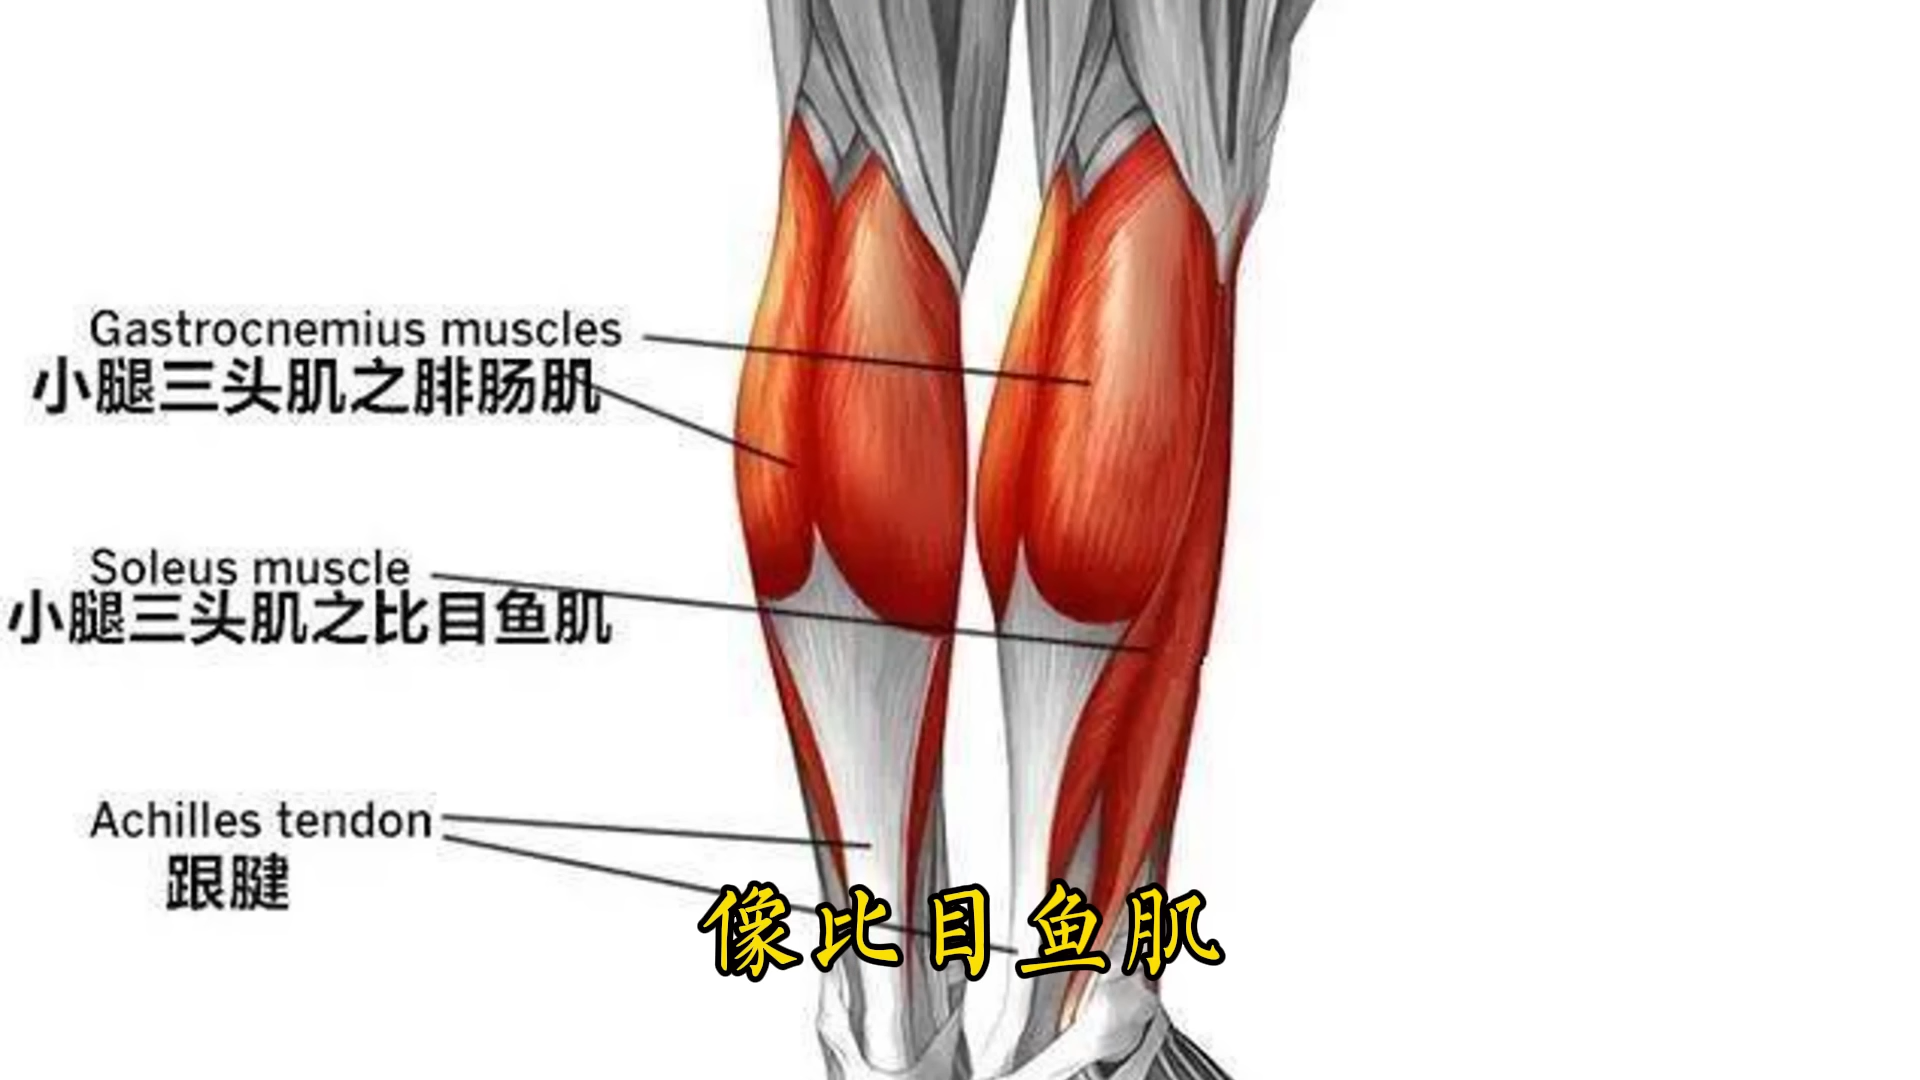 Gastrocnemius muscles
小腿三头肌之腓肠肌
Soleus muscle
小腿三头肌之比目鱼肌
Achilles tendon
跟腱
像比目鱼肌